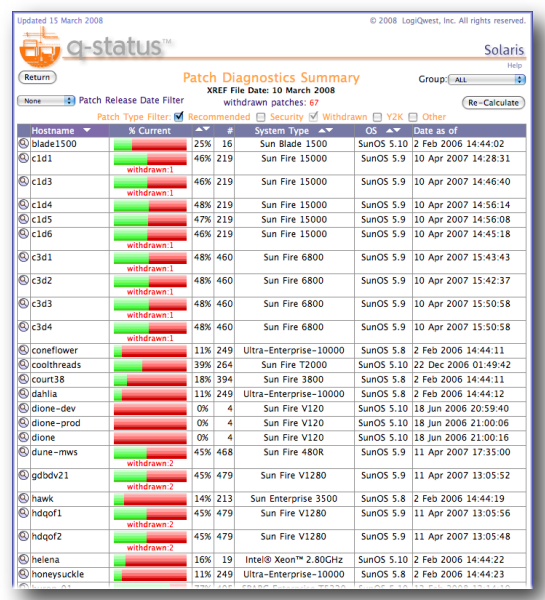 Updated 15 March 2008 © 2008 LogiQwest, Inc. All rights reserved.
q-status™ Solaris
Help
Return Patch Diagnostics Summary Group: ALL
XREF File Date: 10 March 2008
None Patch Release Date Filter withdrawn patches: 67 Re-Calculate
Patch Type Filter: Recommended Security Withdrawn Y2K Other
Hostname % Current # System Type OS Date as of
blade1500 25% 16 Sun Blade 1500 SunOS 5.10 2 Feb 2006 14:44:02
c1d1 46% 219 Sun Fire 15000 SunOS 5.9 10 Apr 2007 14:28:31
withdrawn:1
c1d3 46% 219 Sun Fire 15000 SunOS 5.9 10 Apr 2007 14:46:40
withdrawn:1
c1d4 48% 219 Sun Fire 15000 SunOS 5.9 10 Apr 2007 14:56:14
c1d5 47% 219 Sun Fire 15000 SunOS 5.9 10 Apr 2007 14:56:08
c1d6 46% 219 Sun Fire 15000 SunOS 5.9 10 Apr 2007 14:45:18
withdrawn:1
c3d1 48% 460 Sun Fire 6800 SunOS 5.9 10 Apr 2007 15:43:43
withdrawn:1
c3d2 48% 460 Sun Fire 6800 SunOS 5.9 10 Apr 2007 15:42:37
withdrawn:1
c3d3 48% 460 Sun Fire 6800 SunOS 5.9 10 Apr 2007 15:50:58
withdrawn:1
c3d4 48% 460 Sun Fire 6800 SunOS 5.9 10 Apr 2007 15:50:58
withdrawn:1
coneflower 11% 249 Ultra-Enterprise-10000 SunOS 5.8 2 Feb 2006 14:44:11
coolthreads 39% 264 Sun Fire T2000 SunOS 5.10 22 Dec 2006 01:49:42
court38 18% 394 Sun Fire 3800 SunOS 5.8 2 Feb 2006 14:44:11
dahlia 11% 249 Ultra-Enterprise-10000 SunOS 5.8 2 Feb 2006 14:44:12
dione-dev 0% 4 Sun Fire V120 SunOS 5.10 18 Jun 2006 20:59:40
dione-prod 0% 4 Sun Fire V120 SunOS 5.10 18 Jun 2006 21:00:06
dione 0% 4 Sun Fire V120 SunOS 5.10 18 Jun 2006 21:00:16
dune-mws 45% 468 Sun Fire 480R SunOS 5.9 11 Apr 2007 17:35:00
withdrawn:2
gdbdv21 45% 479 Sun Fire V1280 SunOS 5.9 11 Apr 2007 13:05:52
withdrawn:2
hawk 14% 213 Sun Enterprise 3500 SunOS 5.8 2 Feb 2006 14:44:19
hdqof1 45% 479 Sun Fire V1280 SunOS 5.9 11 Apr 2007 13:05:56
withdrawn:2
hdqof2 45% 479 Sun Fire V1280 SunOS 5.9 11 Apr 2007 13:05:48
withdrawn:2
helena 16% 19 Intel® Xeon™ 2.80GHz SunOS 5.10 2 Feb 2006 14:44:22
honeysuckle 11% 249 Ultra-Enterprise-10000 SunOS 5.8 2 Feb 2006 14:44:23